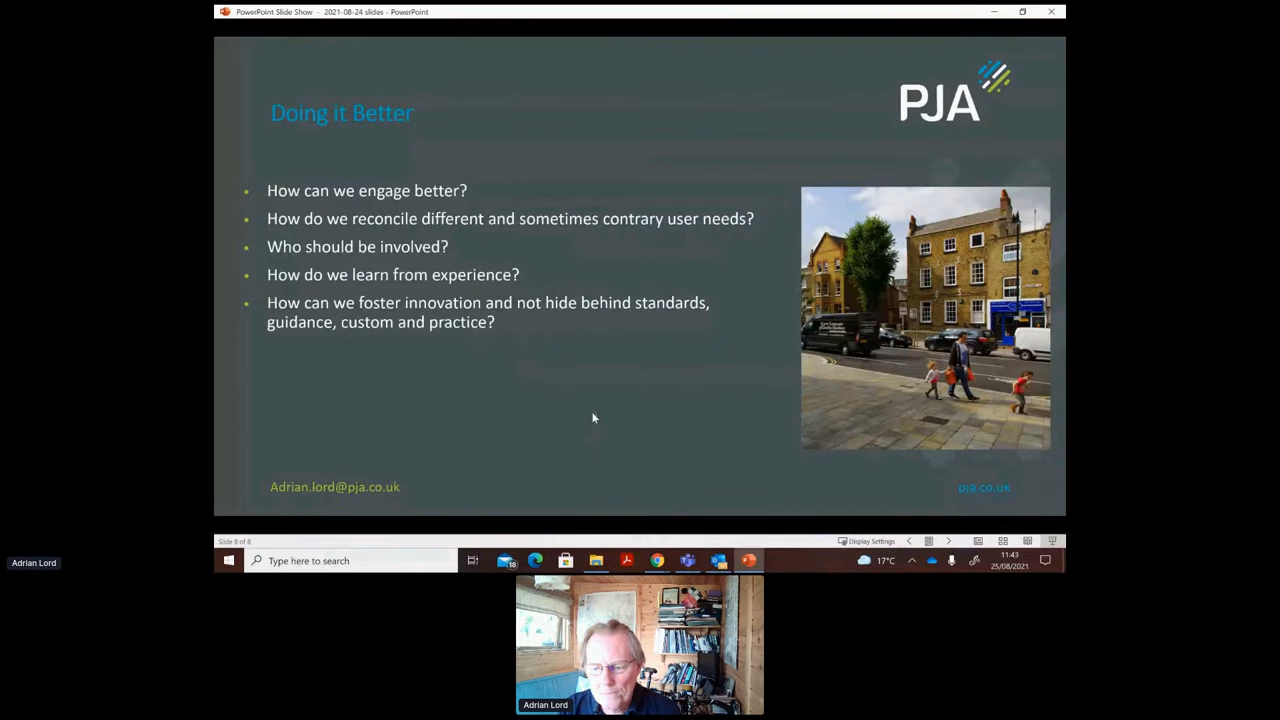 PowerPoint Slide Show - 2021-08-24 slides - PowerPoint
PJA
Doing it Better
• How can we engage better?
• How do we reconcile different and sometimes contrary user needs?
• Who should be involved?
• How do we learn from experience?
• How can we foster innovation and not hide behind standards,
guidance, custom and practice?
Adrian.lord@pja.co.uk
pja.co.uk
Slide 8 of 8
Display Settings
Type here to search
18
17°C
11:43
25/08/2021
Adrian Lord
Adrian Lord